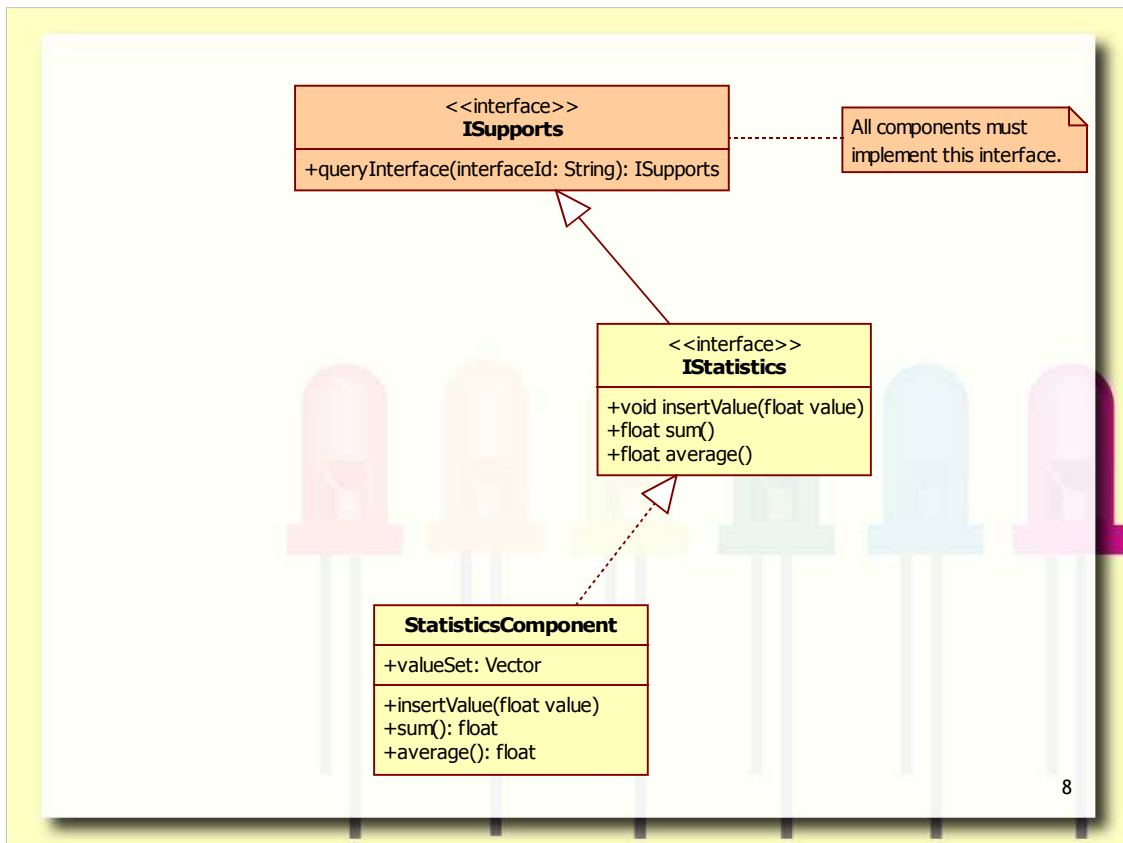 <<interface>>
ISupports
+queryInterface(interfaceId: String): ISupports
All components must
implement this interface.
<<interface>>
IStatistics
+void insertValue(float value)
+float sum()
+float average()
StatisticsComponent
+valueSet: Vector
+insertValue(float value)
+sum(): float
+average(): float
8